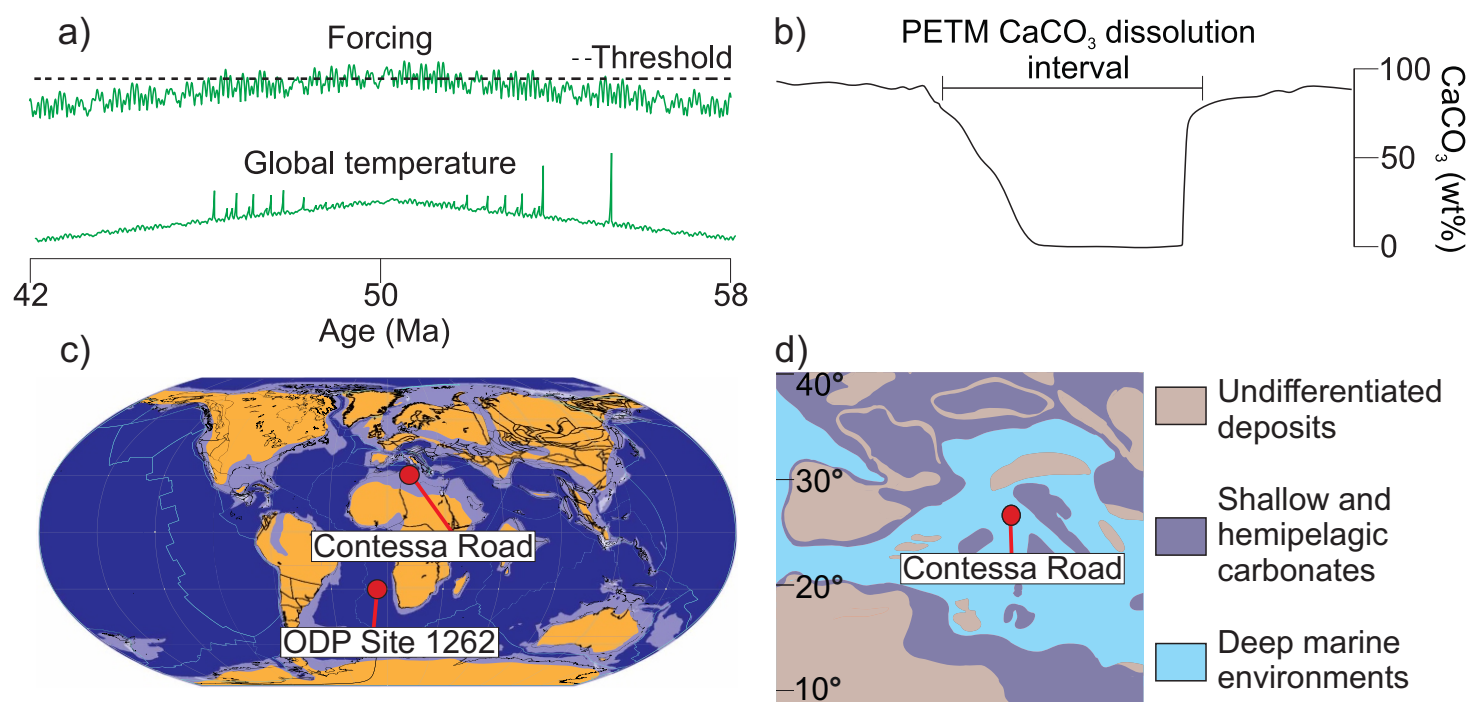 a)
Forcing
--Threshold
Global temperature
42
50
58
Age (Ma)
b)
PETM CaCO₃ dissolution
interval
100
50
0
CaCO₃ (wt%)
c)
Contessa Road
ODP Site 1262
d)
40°
30°
20°
10°
Contessa Road
Undifferentiated
deposits
Shallow and
hemipelagic
carbonates
Deep marine
environments